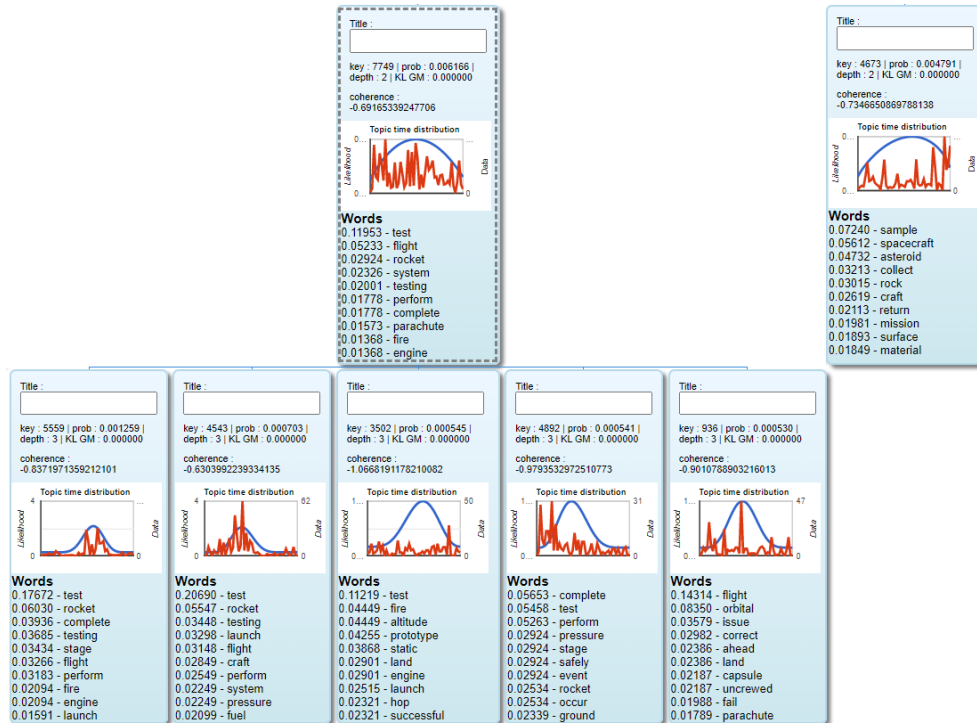 Title :
key : 7749 | prob : 0.006166 |
depth : 2 | KL GM : 0.000000
coherence :
-0.69165339247706
Topic time distribution
0...
...
Likelihood
Data
0...
0
Words
0.11953 - test
0.05233 - flight
0.02924 - rocket
0.02326 - system
0.02001 - testing
0.01778 - perform
0.01778 - complete
0.01573 - parachute
0.01368 - fire
0.01368 - engine
Title :
key : 4673 | prob : 0.004791 |
depth : 2 | KL GM : 0.000000
coherence :
-0.7346650869788138
Topic time distribution
0...
...
Likelihood
Data
0...
0
Words
0.07240 - sample
0.05612 - spacecraft
0.04732 - asteroid
0.03213 - collect
0.03015 - rock
0.02619 - craft
0.02113 - return
0.01981 - mission
0.01893 - surface
0.01849 - material
Title :
key : 5559 | prob : 0.001259 |
depth : 3 | KL GM : 0.000000
coherence :
-0.8371971359212101
Topic time distribution
4
...
Likelihood
Data
0
0
Words
0.17672 - test
0.06030 - rocket
0.03936 - complete
0.03685 - testing
0.03434 - stage
0.03266 - flight
0.03183 - perform
0.02094 - fire
0.02094 - engine
0.01591 - launch
Title :
key : 4543 | prob : 0.000703 |
depth : 3 | KL GM : 0.000000
coherence :
-0.6303992239334135
Topic time distribution
4
62
Likelihood
Data
0
0
Words
0.20690 - test
0.05547 - rocket
0.03448 - testing
0.03298 - launch
0.03148 - flight
0.02849 - craft
0.02549 - perform
0.02249 - system
0.02249 - pressure
0.02099 - fuel
Title :
key : 3502 | prob : 0.000545 |
depth : 3 | KL GM : 0.000000
coherence :
-1.0668191178210082
Topic time distribution
1...
50
Likelihood
Data
0...
0
Words
0.11219 - test
0.04449 - fire
0.04449 - altitude
0.04255 - prototype
0.03868 - static
0.02901 - land
0.02901 - engine
0.02515 - launch
0.02321 - hop
0.02321 - successful
Title :
key : 4892 | prob : 0.000541 |
depth : 3 | KL GM : 0.000000
coherence :
-0.9793532972510773
Topic time distribution
1...
31
Likelihood
Data
0...
0
Words
0.05653 - complete
0.05458 - test
0.05263 - perform
0.02924 - pressure
0.02924 - stage
0.02924 - safely
0.02924 - event
0.02534 - rocket
0.02534 - occur
0.02339 - ground
Title :
key : 936 | prob : 0.000530 |
depth : 3 | KL GM : 0.000000
coherence :
-0.9010788903216013
Topic time distribution
1...
47
Likelihood
Data
0...
0
Words
0.14314 - flight
0.08350 - orbital
0.03579 - issue
0.02982 - correct
0.02386 - ahead
0.02386 - land
0.02187 - capsule
0.02187 - uncrewed
0.01988 - fail
0.01789 - parachute